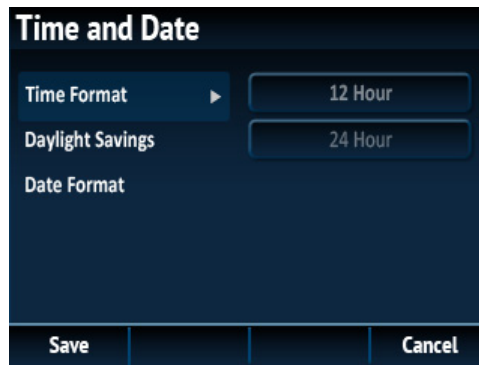 Time and Date
Time Format
12 Hour
Daylight Savings
24 Hour
Date Format
Save
Cancel